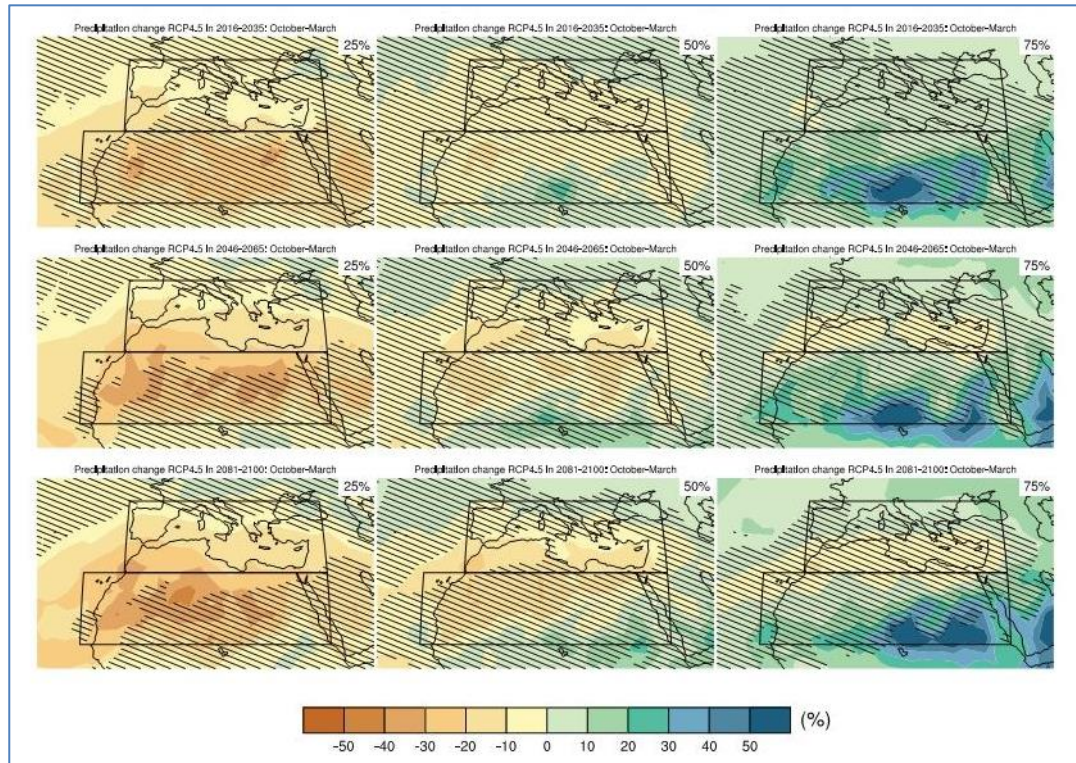 Precipitation change RCP4.5 in 2016-2035: October-March
25%
Precipitation change RCP4.5 in 2016-2035: October-March
50%
Precipitation change RCP4.5 in 2016-2035: October-March
75%
Precipitation change RCP4.5 in 2046-2065: October-March
25%
Precipitation change RCP4.5 in 2046-2065: October-March
50%
Precipitation change RCP4.5 in 2046-2065: October-March
75%
Precipitation change RCP4.5 in 2081-2100: October-March
25%
Precipitation change RCP4.5 in 2081-2100: October-March
50%
Precipitation change RCP4.5 in 2081-2100: October-March
75%
(%)
-50 -40 -30 -20 -10 0 10 20 30 40 50